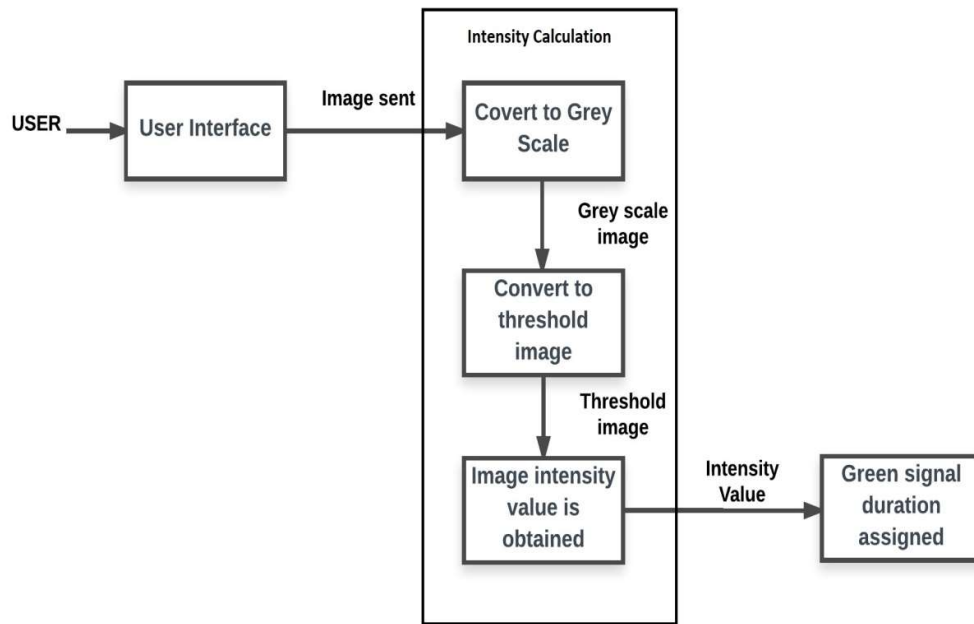 Intensity Calculation
USER
User Interface
Image sent
Covert to Grey
Scale
Grey scale
image
Convert to
threshold
image
Threshold
image
Image intensity
value is
obtained
Intensity
Value
Green signal
duration
assigned